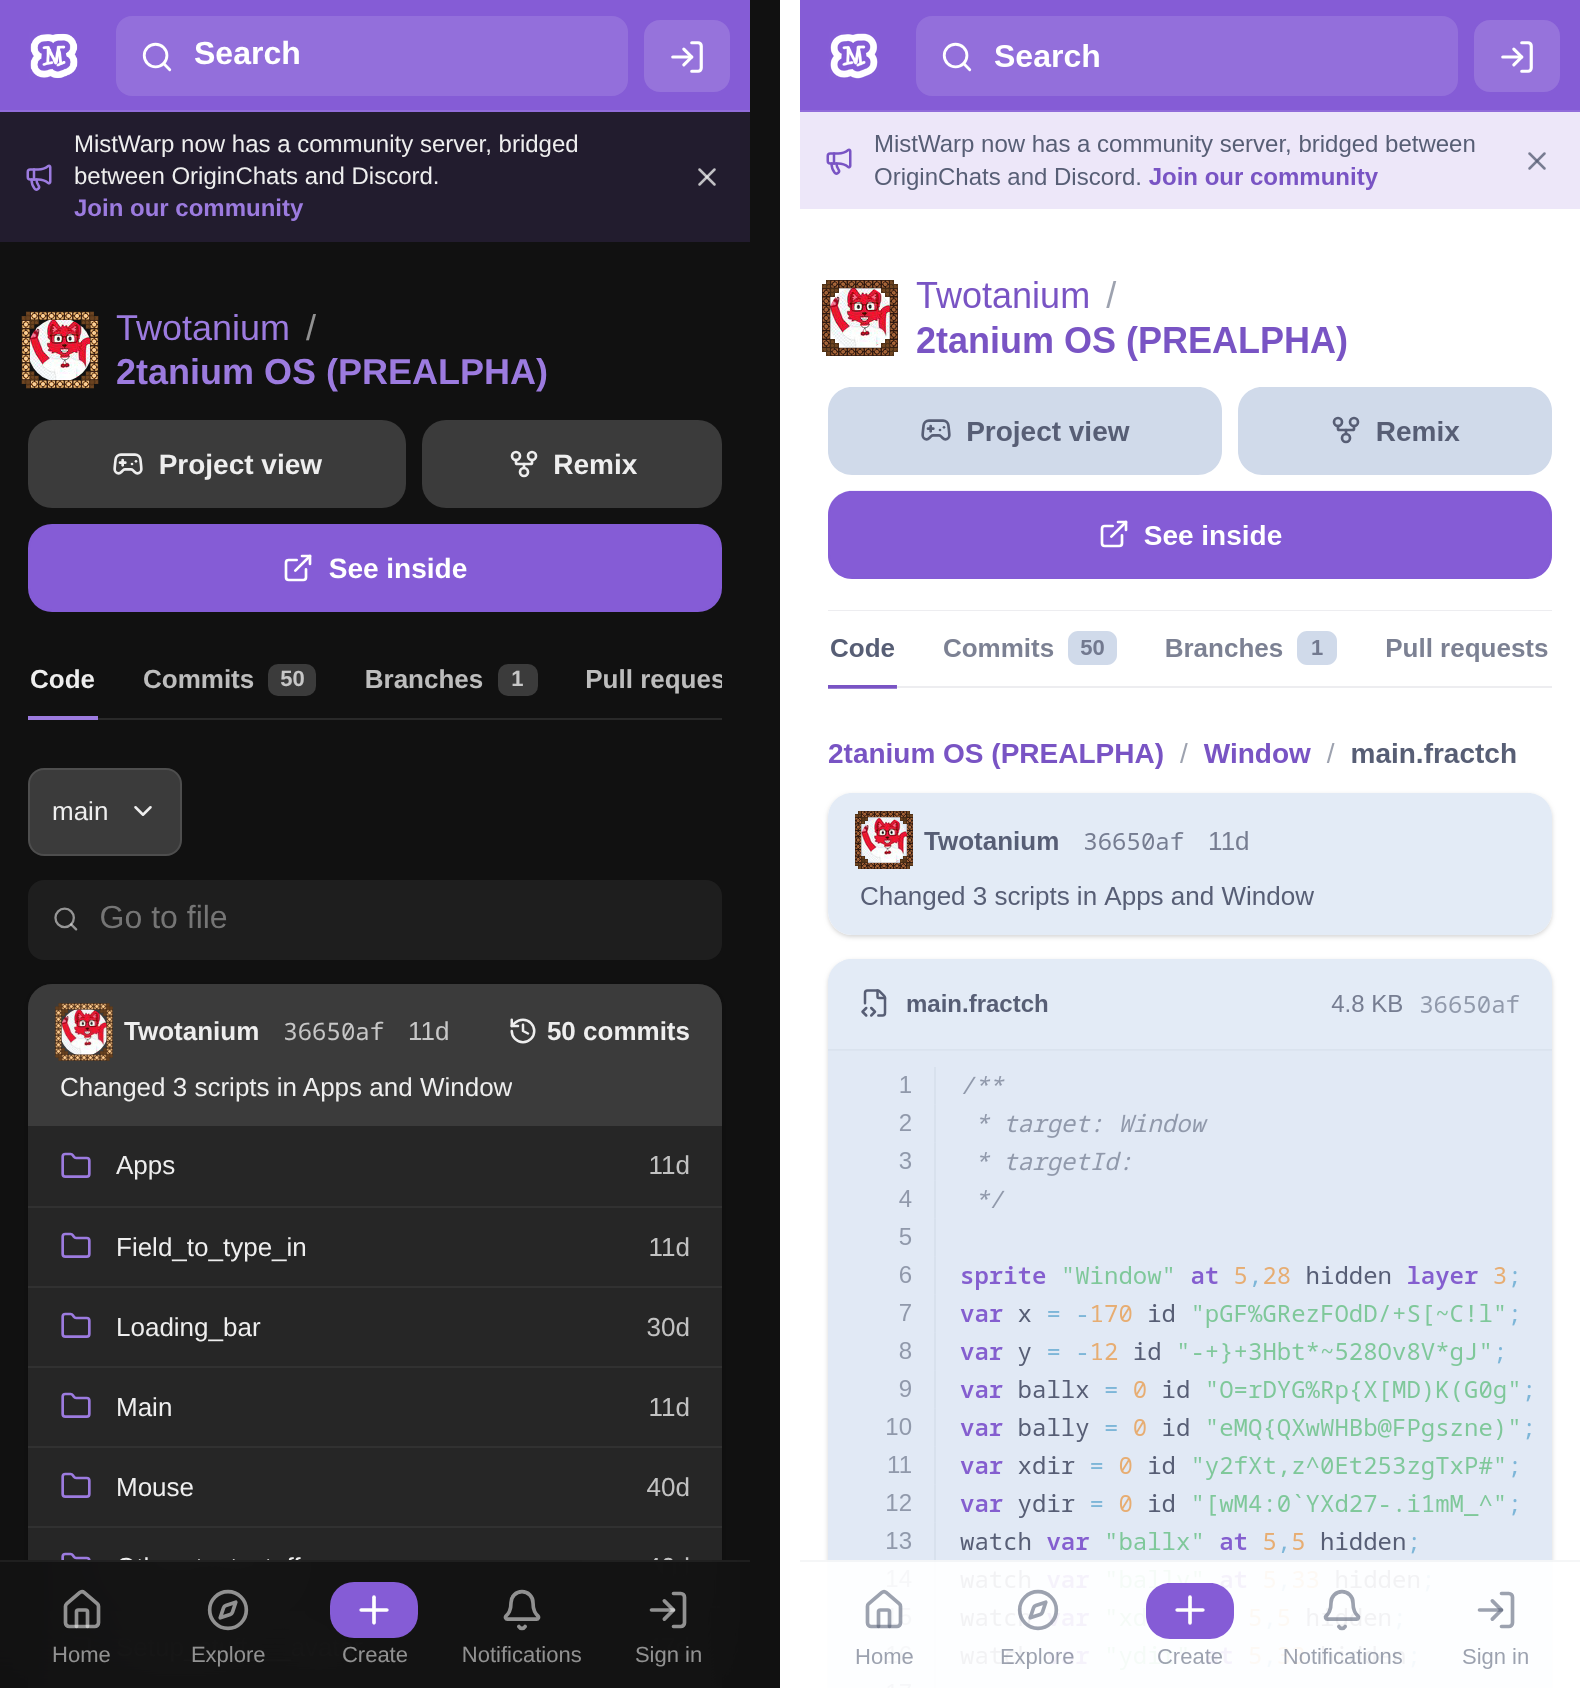 M
Search
MistWarp now has a community server, bridged
between OriginChats and Discord.
Join our community
Twotanium /
2tanium OS (PREALPHA)
Project view
Remix
See inside
Code Commits 50 Branches 1 Pull reques
main
Go to file
Twotanium 36650af 11d 50 commits
Changed 3 scripts in Apps and Window
Apps 11d
Field_to_type_in 11d
Loading_bar 30d
Main 11d
Mouse 40d
Home Explore Create Notifications Sign in
M
Search
MistWarp now has a community server, bridged between
OriginChats and Discord. Join our community
Twotanium /
2tanium OS (PREALPHA)
Project view
Remix
See inside
Code Commits 50 Branches 1 Pull requests
2tanium OS (PREALPHA) / Window / main.fractch
Twotanium 36650af 11d
Changed 3 scripts in Apps and Window
main.fractch 4.8 KB 36650af
1 /**
2  * target: Window
3  * targetId:
4  */
5
6 sprite "Window" at 5,28 hidden layer 3;
7 var x = -170 id "pGF%GRezFOdD/+S[~C!l";
8 var y = -12 id "-+}+3Hbt*~528Ov8V*gJ";
9 var ballx = 0 id "O=rDYG%Rp{X[MD)K(G0g";
10 var bally = 0 id "eMQ{QXwWHBb@FPgszne)";
11 var xdir = 0 id "y2fXt,z^0Et253zgTxP#";
12 var ydir = 0 id "[wM4:0`YXd27-.i1mM_^";
13 watch var "ballx" at 5,5 hidden;
14 watch var "bally" at 5,33 hidden;
Home Explore Create Notifications Sign in